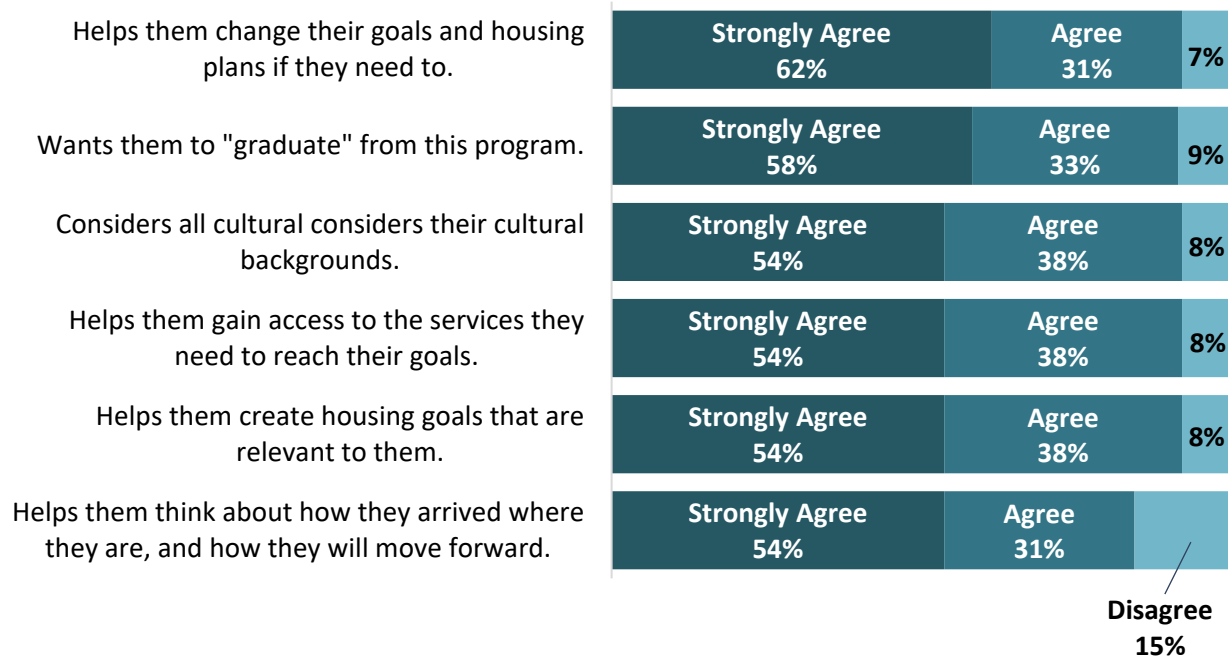 Helps them change their goals and housing
plans if they need to.
Strongly Agree
62%
Agree
31%
7%
Wants them to "graduate" from this program.
Strongly Agree
58%
Agree
33%
9%
Considers all cultural considers their cultural
backgrounds.
Strongly Agree
54%
Agree
38%
8%
Helps them gain access to the services they
need to reach their goals.
Strongly Agree
54%
Agree
38%
8%
Helps them create housing goals that are
relevant to them.
Strongly Agree
54%
Agree
38%
8%
Helps them think about how they arrived where
they are, and how they will move forward.
Strongly Agree
54%
Agree
31%
Disagree
15%